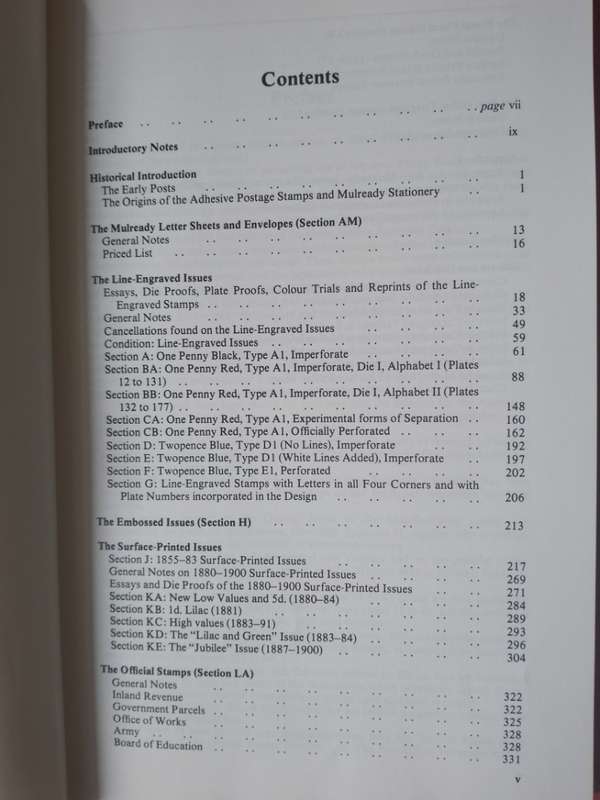 Contents
Preface .. .. .. .. .. .. .. .. .. .. .. .. page vii
Introductory Notes .. .. .. .. .. .. .. .. .. .. ix
Historical Introduction .. .. .. .. .. .. .. .. .. 1
The Early Posts .. .. .. .. .. .. .. .. .. 1
The Origins of the Adhesive Postage Stamps and Mulready Stationery ..
The Mulready Letter Sheets and Envelopes (Section AM)
General Notes .. .. .. .. .. .. .. .. .. 13
Priced List .. .. .. .. .. .. .. .. .. .. 16
The Line-Engraved Issues
Essays, Die Proofs, Plate Proofs, Colour Trials and Reprints of the Line-
Engraved Stamps .. .. .. .. .. .. .. .. .. 18
General Notes .. .. .. .. .. .. .. .. .. 33
Cancellations found on the Line-Engraved Issues .. .. .. .. 49
Condition: Line-Engraved Issues .. .. .. .. .. .. .. 59
Section A: One Penny Black, Type A1, Imperforate .. .. .. .. 61
Section BA: One Penny Red, Type A1, Imperforate, Die I, Alphabet I (Plates
12 to 131) .. .. .. .. .. .. .. .. .. .. 88
Section BB: One Penny Red, Type A1, Imperforate, Die I, Alphabet II (Plates
132 to 177) .. .. .. .. .. .. .. .. .. .. 148
Section CA: One Penny Red, Type A1, Experimental forms of Separation .. 160
Section CB: One Penny Red, Type A1, Officially Perforated .. .. .. 162
Section D: Twopence Blue, Type D1 (No Lines), Imperforate .. .. 192
Section E: Twopence Blue, Type D1 (White Lines Added), Imperforate .. 197
Section F: Twopence Blue, Type E1, Perforated .. .. .. .. 202
Section G: Line-Engraved Stamps with Letters in all Four Corners and with
Plate Numbers incorporated in the Design .. .. .. .. .. 206
The Embossed Issues (Section H) .. .. .. .. .. .. .. 213
The Surface-Printed Issues
Section J: 1855–83 Surface-Printed Issues .. .. .. .. .. 217
General Notes on 1880–1900 Surface-Printed Issues .. .. .. .. 269
Essays and Die Proofs of the 1880–1900 Surface-Printed Issues .. .. 271
Section KA: New Low Values and 5d. (1880–84) .. .. .. .. 284
Section KB: 1d. Lilac (1881) .. .. .. .. .. .. .. 289
Section KC: High values (1883–91) .. .. .. .. .. .. 293
Section KD: The "Lilac and Green" Issue (1883–84) .. .. .. .. 296
Section KE: The "Jubilee" Issue (1887–1900) .. .. .. .. .. 304
The Official Stamps (Section LA)
General Notes .. .. .. .. .. .. .. .. .. 322
Inland Revenue .. .. .. .. .. .. .. .. .. 322
Government Parcels .. .. .. .. .. .. .. .. .. 325
Office of Works .. .. .. .. .. .. .. .. .. 328
Army .. .. .. .. .. .. .. .. .. .. 328
Board of Education .. .. .. .. .. .. .. .. .. 331
v